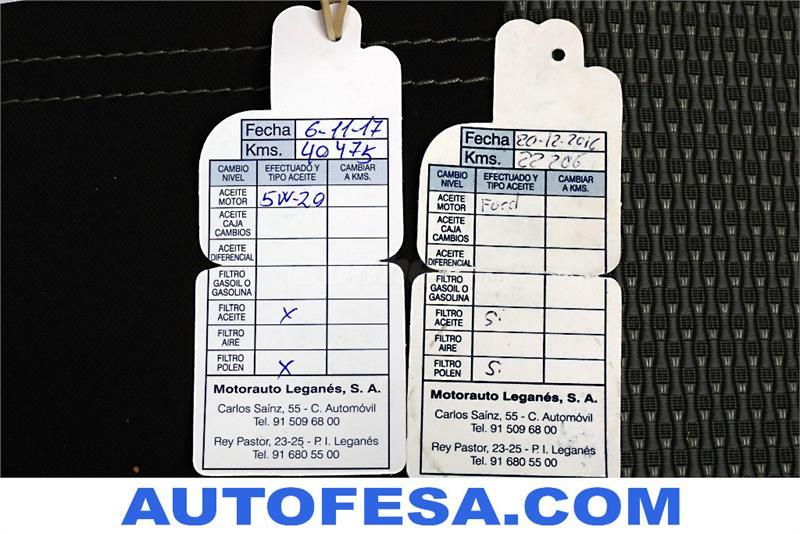 Fecha 6-11-17
Kms. 40475
CAMBIO NIVEL EFECTUADO Y TIPO ACEITE CAMBIAR A KMS.
ACEITE MOTOR 5W-20
ACEITE CAJA CAMBIOS
ACEITE DIFERENCIAL
FILTRO GASOIL O GASOLINA
FILTRO ACEITE X
FILTRO AIRE
FILTRO POLEN X
Motorauto Leganés, S. A.
Carlos Saínz, 55 - C. Automóvil
Tel. 91 509 68 00
Rey Pastor, 23-25 - P. I. Leganés
Tel. 91 680 55 00
Fecha 20-12-2016
Kms. 22 206
CAMBIO NIVEL EFECTUADO Y TIPO ACEITE CAMBIAR A KMS.
ACEITE MOTOR Ford
ACEITE CAJA CAMBIOS
ACEITE DIFERENCIAL
FILTRO GASOIL O GASOLINA
FILTRO ACEITE Si
FILTRO AIRE
FILTRO POLEN Si
Motorauto Leganés, S. A.
Carlos Saínz, 55 - C. Automóvil
Tel. 91 509 68 00
Rey Pastor, 23-25 - P. I. Leganés
Tel. 91 680 55 00
AUTOFESA.COM